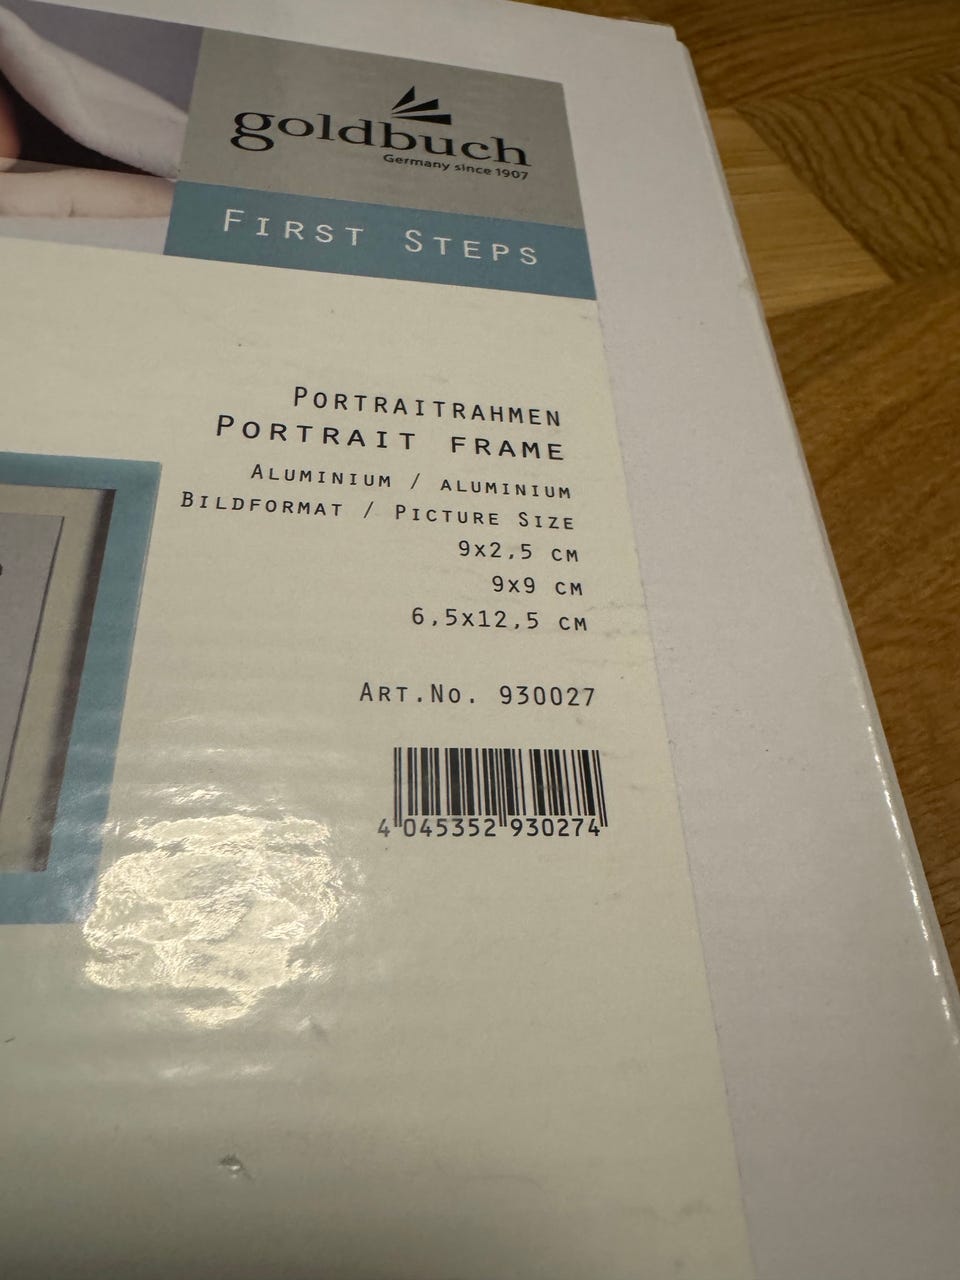 goldbuch
Germany since 1907
First Steps
Portraitrahmen
Portrait frame
Aluminium / aluminium
Bildformat / Picture Size
9x2,5 cm
9x9 cm
6,5x12,5 cm
Art.No. 930027
4 045352 930274